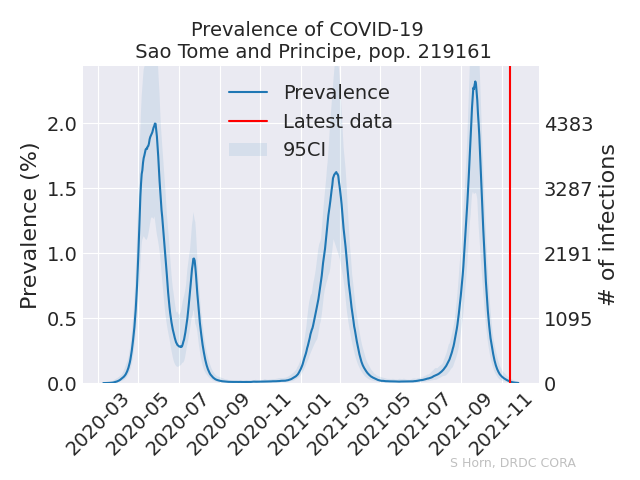 Prevalence of COVID-19
Sao Tome and Principe, pop. 219161
Prevalence
Latest data
95CI
Prevalence (%)
2.0
1.5
1.0
0.5
0.0
4383
3287
2191
1095
0
# of infections
2020-03
2020-05
2020-07
2020-09
2020-11
2021-01
2021-03
2021-05
2021-07
2021-09
2021-11
S Horn, DRDC CORA